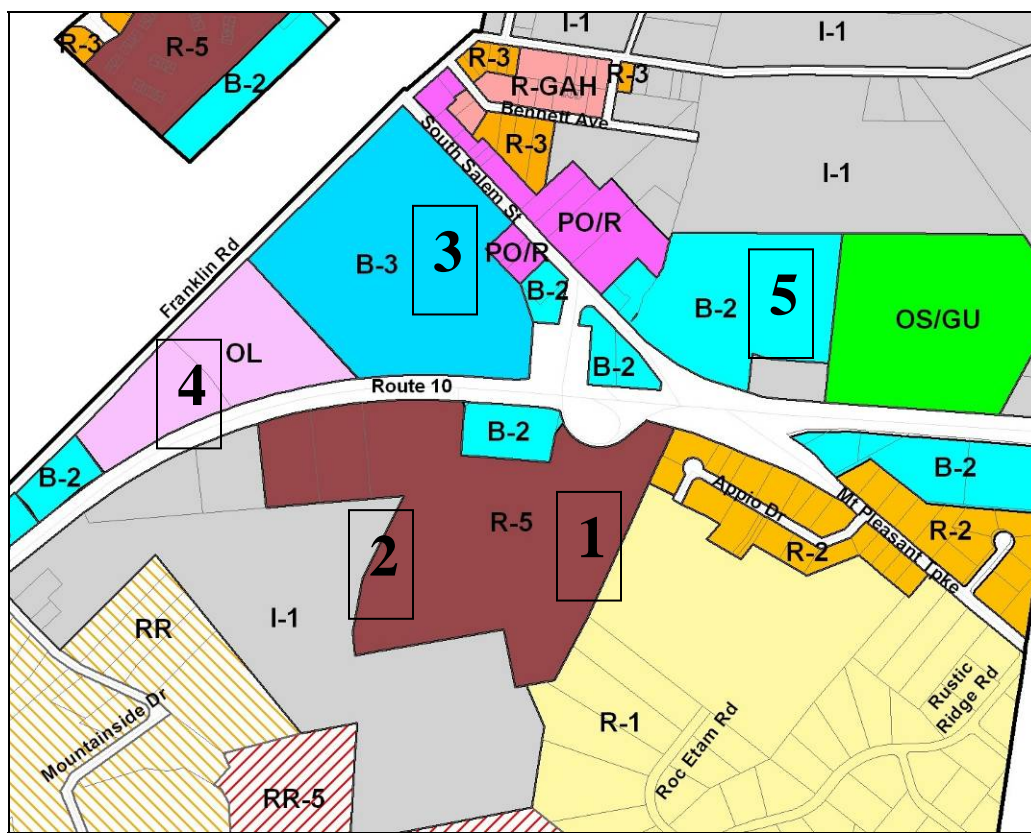 I-1
I-1
R-3
R-5
B-2
R-3
R-GAH
R-3
Bennett Ave
R-3
South Salem St
I-1
PO/R
PO/R
Franklin Rd
3
B-3
B-2
5
B-2
OS/GU
OL
4
B-2
Route 10
B-2
B-2
B-2
Appio Dr
Mt Pleasant Tpke
R-5
1
2
R-2
R-2
I-1
RR
Mountainside Dr
R-1
Roc Etam Rd
Rustic
Ridge Rd
RR-5